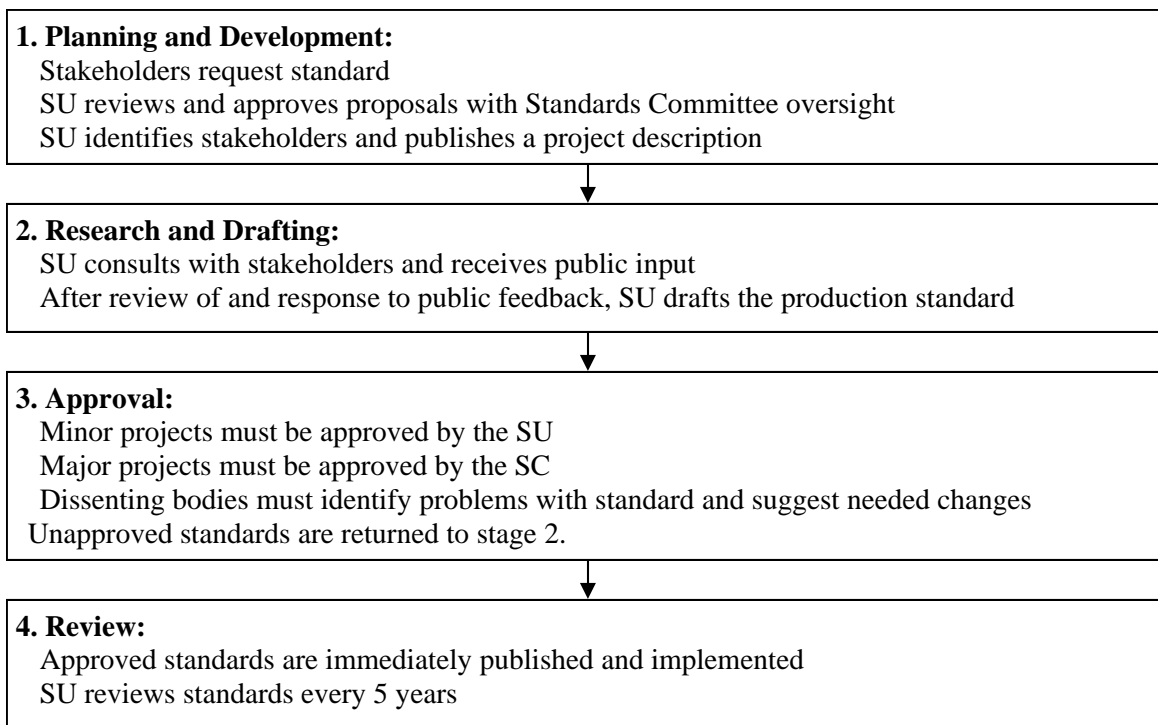 1. Planning and Development:
Stakeholders request standard
SU reviews and approves proposals with Standards Committee oversight
SU identifies stakeholders and publishes a project description
2. Research and Drafting:
SU consults with stakeholders and receives public input
After review of and response to public feedback, SU drafts the production standard
3. Approval:
Minor projects must be approved by the SU
Major projects must be approved by the SC
Dissenting bodies must identify problems with standard and suggest needed changes
Unapproved standards are returned to stage 2.
4. Review:
Approved standards are immediately published and implemented
SU reviews standards every 5 years